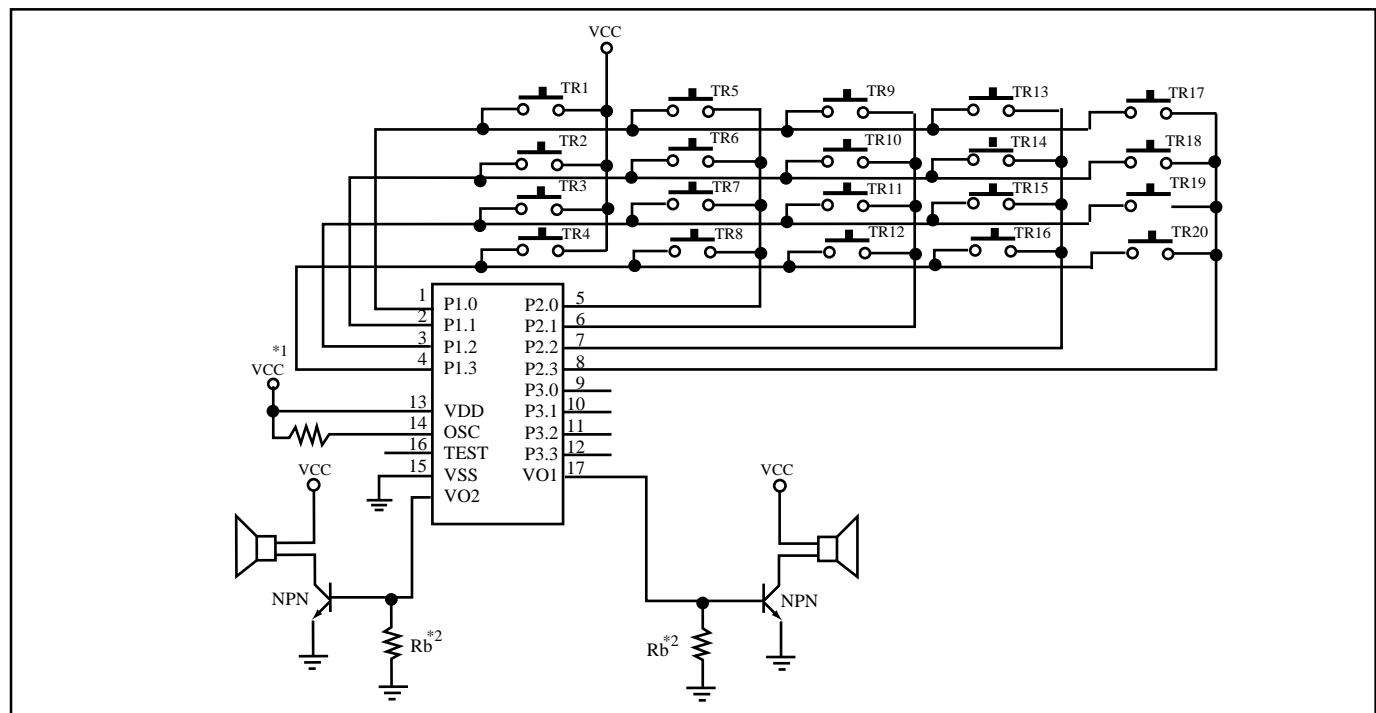 VCC
TR1 TR5 TR9 TR13 TR17
TR2 TR6 TR10 TR14 TR18
TR3 TR7 TR11 TR15 TR19
TR4 TR8 TR12 TR16 TR20
1 P1.0 P2.0 5
2 P1.1 P2.1 6
3 P1.2 P2.2 7
4 P1.3 P2.3 8
*1
VCC
P3.0 9
13 VDD P3.1 10
14 OSC P3.2 11
16 TEST P3.3 12
15 VSS VO1 17
VO2
VCC VCC
NPN NPN
Rb*2 Rb*2